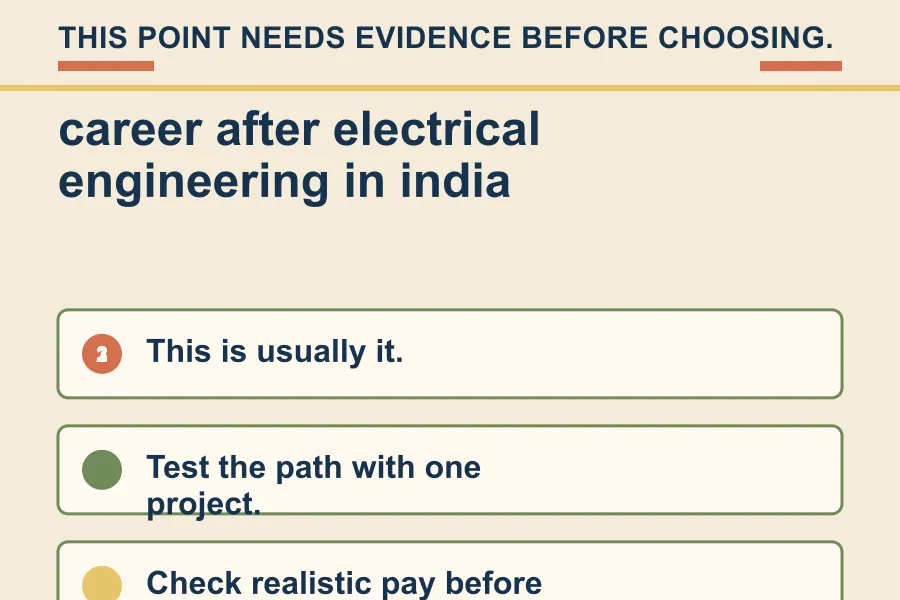 THIS POINT NEEDS EVIDENCE BEFORE CHOOSING.
career after electrical
engineering in india
This is usually it.
Test the path with one
project.
Check realistic pay before